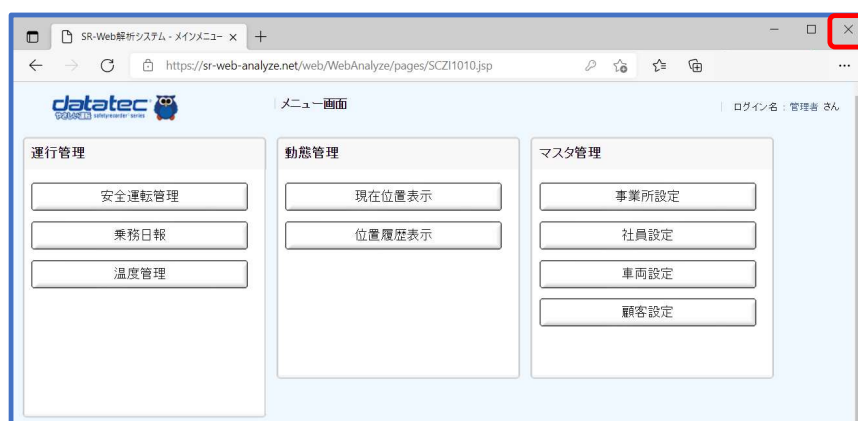 SR-Web解析システム - メインメニュー
https://sr-web-analyze.net/web/WebAnalyze/pages/SCZI1010.jsp
datatec
メニュー画面
ログイン名：管理者 さん
運行管理
安全運転管理
乗務日報
温度管理
動態管理
現在位置表示
位置履歴表示
マスタ管理
事業所設定
社員設定
車両設定
顧客設定